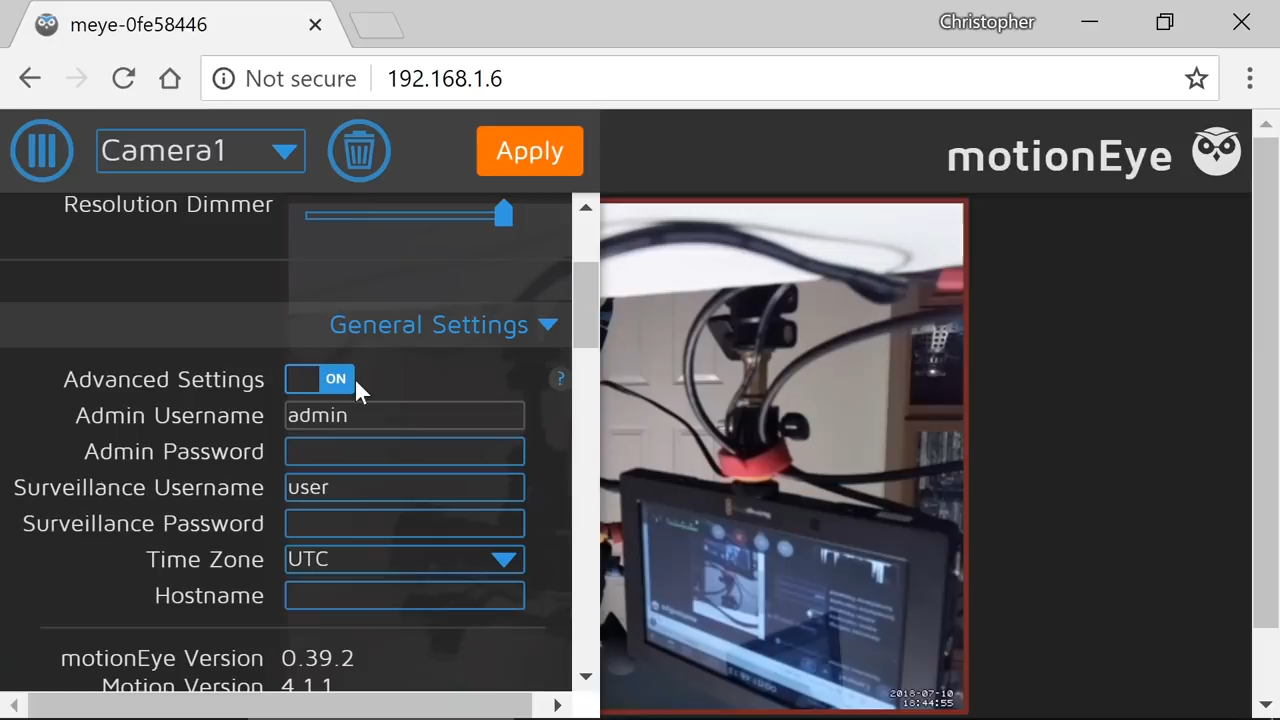 meye-0fe58446
Christopher
Not secure
192.168.1.6
Camera1
Apply
motionEye
Resolution Dimmer
General Settings
Advanced Settings
ON
?
Admin Username
admin
Admin Password
Surveillance Username
user
Surveillance Password
Time Zone
UTC
Hostname
motionEye Version
0.39.2
Motion Version
4.1.1
2018-07-10
18:44:55